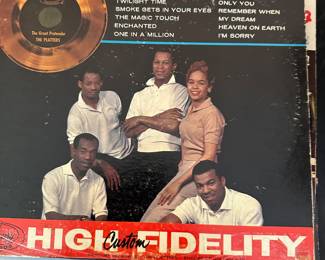 The Great Pretender
THE PLATTERS
TWILIGHT TIME
SMOKE GETS IN YOUR EYES
THE MAGIC TOUCH
ENCHANTED
ONE IN A MILLION
ONLY YOU
REMEMBER WHEN
MY DREAM
HEAVEN ON EARTH
I'M SORRY
Custom
HIGH FIDELITY